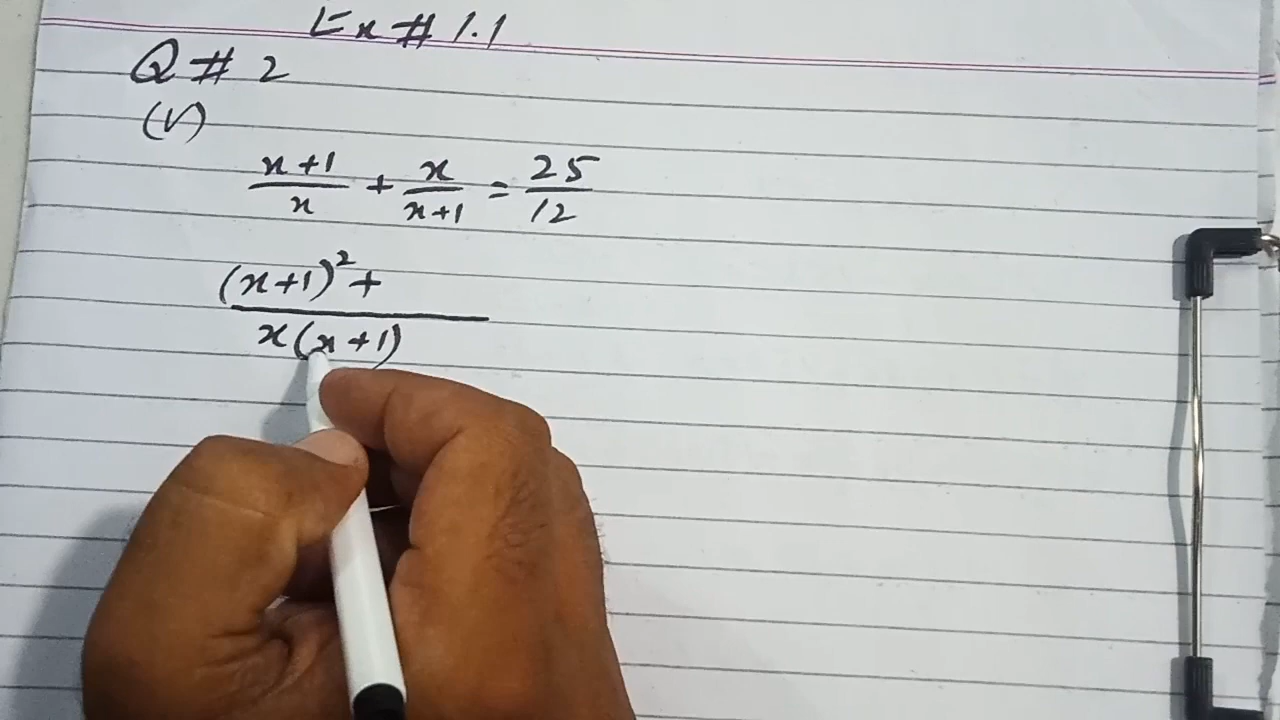 Ex # 1.1
Q # 2
(V)
x+1/x + x/x+1 = 25/12
(x+1)² +
x(x+1)